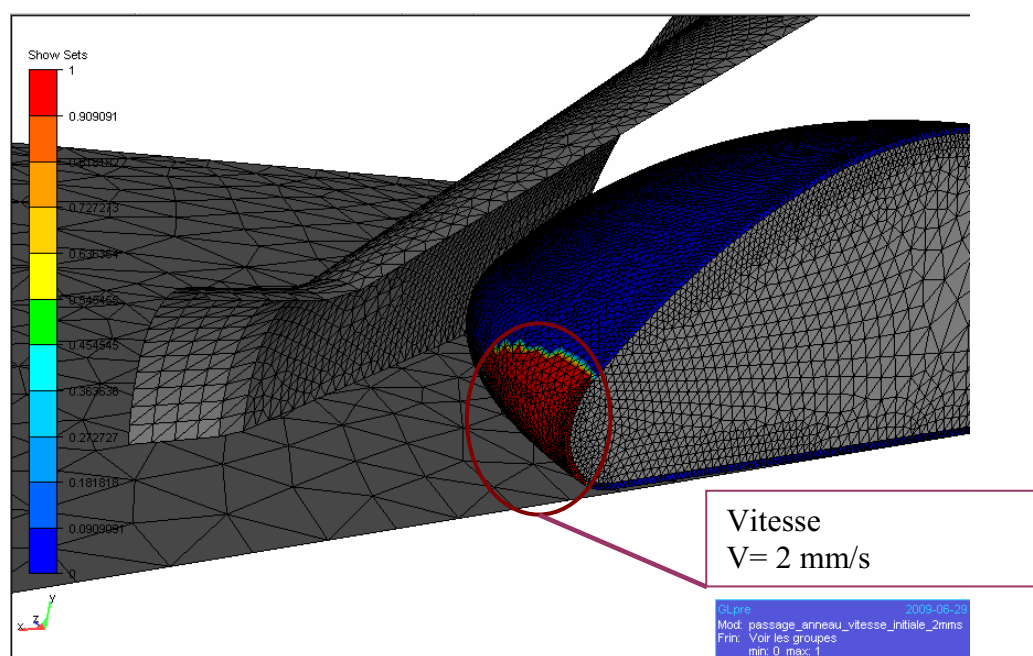 Show Sets
1
0.909091
0.818182
0.727273
0.636364
0.545455
0.454545
0.363636
0.272727
0.181818
0.0909091
0
y
z
x
Vitesse
V= 2 mm/s
GLpre 2009-06-29
Mod: passage_anneau_vitesse_initiale_2mms
Frin: Voir les groupes
min: 0 max: 1